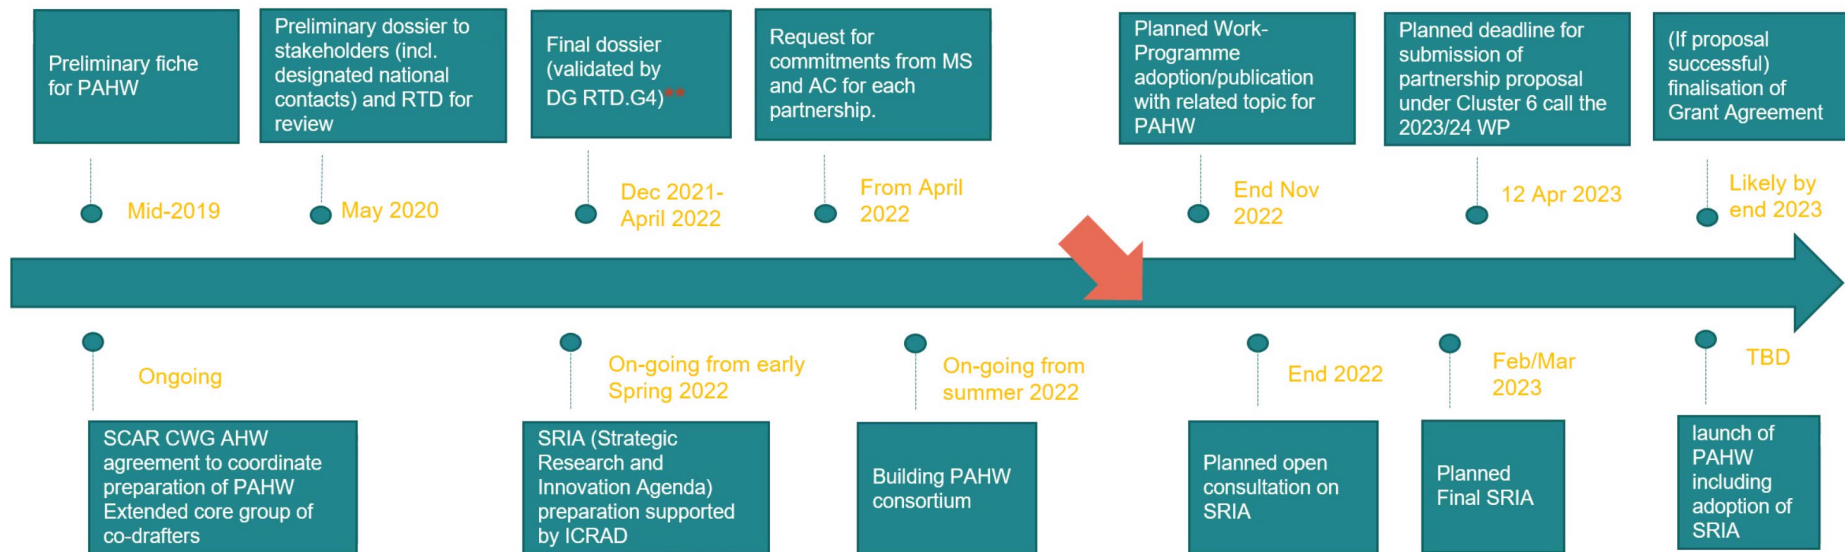 Preliminary fiche
for PAHW
Mid-2019
Preliminary dossier to
stakeholders (incl.
designated national
contacts) and RTD for
review
May 2020
Final dossier
(validated by
DG RTD.G4)**
Dec 2021-
April 2022
Request for
commitments from MS
and AC for each
partnership.
From April
2022
Planned Work-
Programme
adoption/publication
with related topic for
PAHW
End Nov
2022
Planned deadline for
submission of
partnership proposal
under Cluster 6 call the
2023/24 WP
12 Apr 2023
(If proposal
successful)
finalisation of
Grant Agreement
Likely by
end 2023
Ongoing
SCAR CWG AHW
agreement to coordinate
preparation of PAHW
Extended core group of
co-drafters
On-going from early
Spring 2022
SRIA (Strategic
Research and
Innovation Agenda)
preparation supported
by ICRAD
On-going from
summer 2022
Building PAHW
consortium
End 2022
Planned open
consultation on
SRIA
Feb/Mar
2023
Planned
Final SRIA
TBD
launch of
PAHW
including
adoption of
SRIA